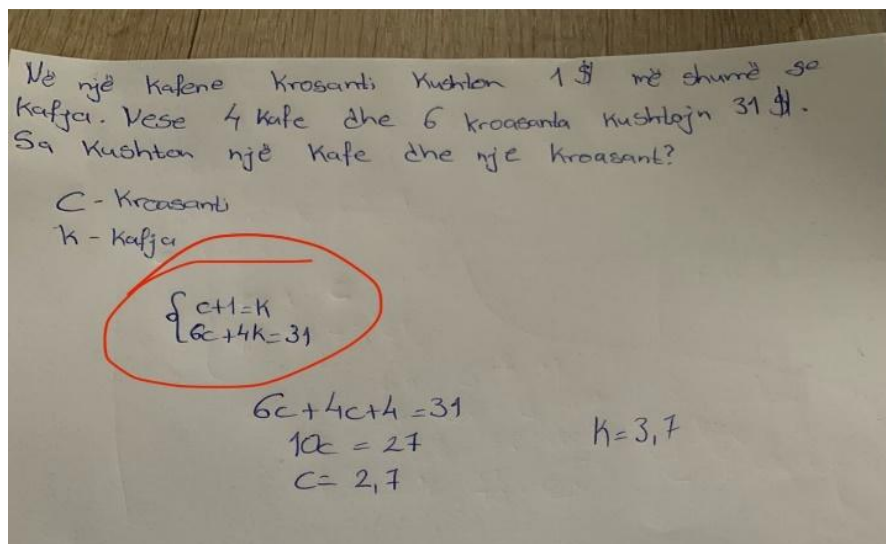 Në një Kafene Krosanti Kushton 1 $ më shumë se
Kafja. Nese 4 Kafe dhe 6 kroasanta Kushtojn 31 $.
Sa Kushton një Kafe dhe nje Kroasant?
C - Kroasanti
K - Kafja
{ c+1=K
6c+4K=31
6c+4c+4=31
10c = 27
c= 2,7
K=3,7